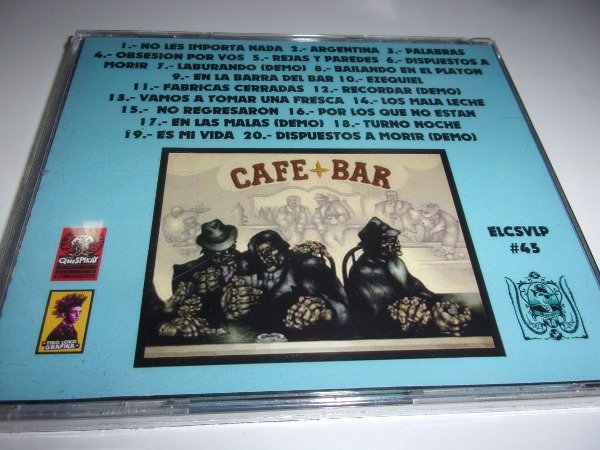 1.- NO LES IMPORTA NADA 2.- ARGENTINA 3.- PALABRAS
4.- OBSESION POR VOS 5.- REJAS Y PAREDES 6.- DISPUESTOS A
MORIR 7.- LABURANDO (DEMO) 8.- BAILANDO EN EL PLAYON
9.- EN LA BARRA DEL BAR 10.- EZEQUIEL
11.- FABRICAS CERRADAS 12.- RECORDAR (DEMO)
13.- VAMOS A TOMAR UNA FRESCA 14.- LOS MALA LECHE
15.- NO REGRESARON 16.- POR LOS QUE NO ESTAN
17.- EN LAS MALAS (DEMO) 18.- TURNO NOCHE
19.- ES MI VIDA 20.- DISPUESTOS A MORIR (DEMO)
CAFE BAR
ELCSVLP
#45
TIRO LOKO
GRAFIKA